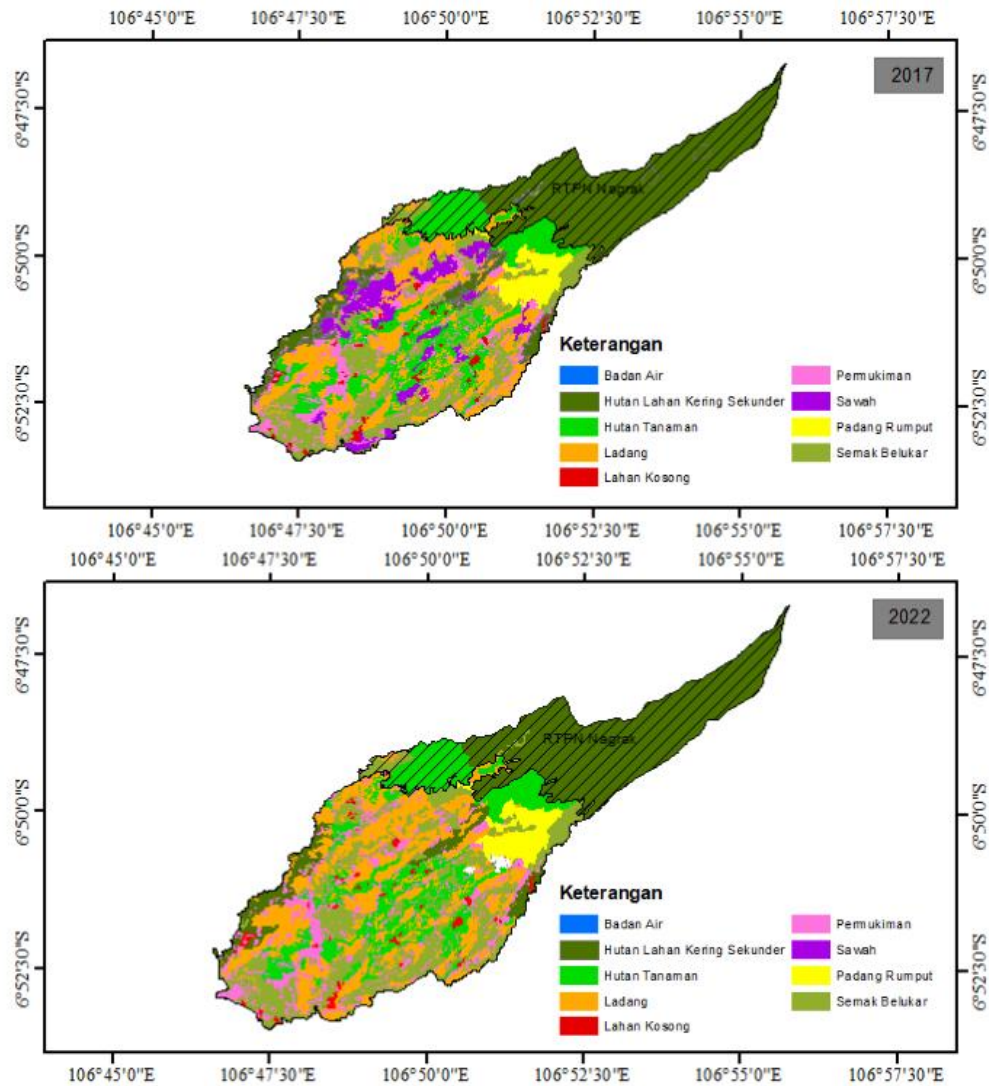 106°45'0"E 106°47'30"E 106°50'0"E 106°52'30"E 106°55'0"E 106°57'30"E
2017
6°47'30"S 6°47'30"S
RTPN Nagrak
6°50'0"S 6°50'0"S
Keterangan
Badan Air Permukiman
Hutan Lahan Kering Sekunder Sawah
6°52'30"S 6°52'30"S
Hutan Tanaman Padang Rumput
Ladang Semak Belukar
Lahan Kosong
106°45'0"E 106°47'30"E 106°50'0"E 106°52'30"E 106°55'0"E 106°57'30"E
106°45'0"E 106°47'30"E 106°50'0"E 106°52'30"E 106°55'0"E 106°57'30"E
2022
6°47'30"S 6°47'30"S
RTPN Nagrak
6°50'0"S 6°50'0"S
Keterangan
Badan Air Permukiman
Hutan Lahan Kering Sekunder Sawah
6°52'30"S 6°52'30"S
Hutan Tanaman Padang Rumput
Ladang Semak Belukar
Lahan Kosong
106°45'0"E 106°47'30"E 106°50'0"E 106°52'30"E 106°55'0"E 106°57'30"E